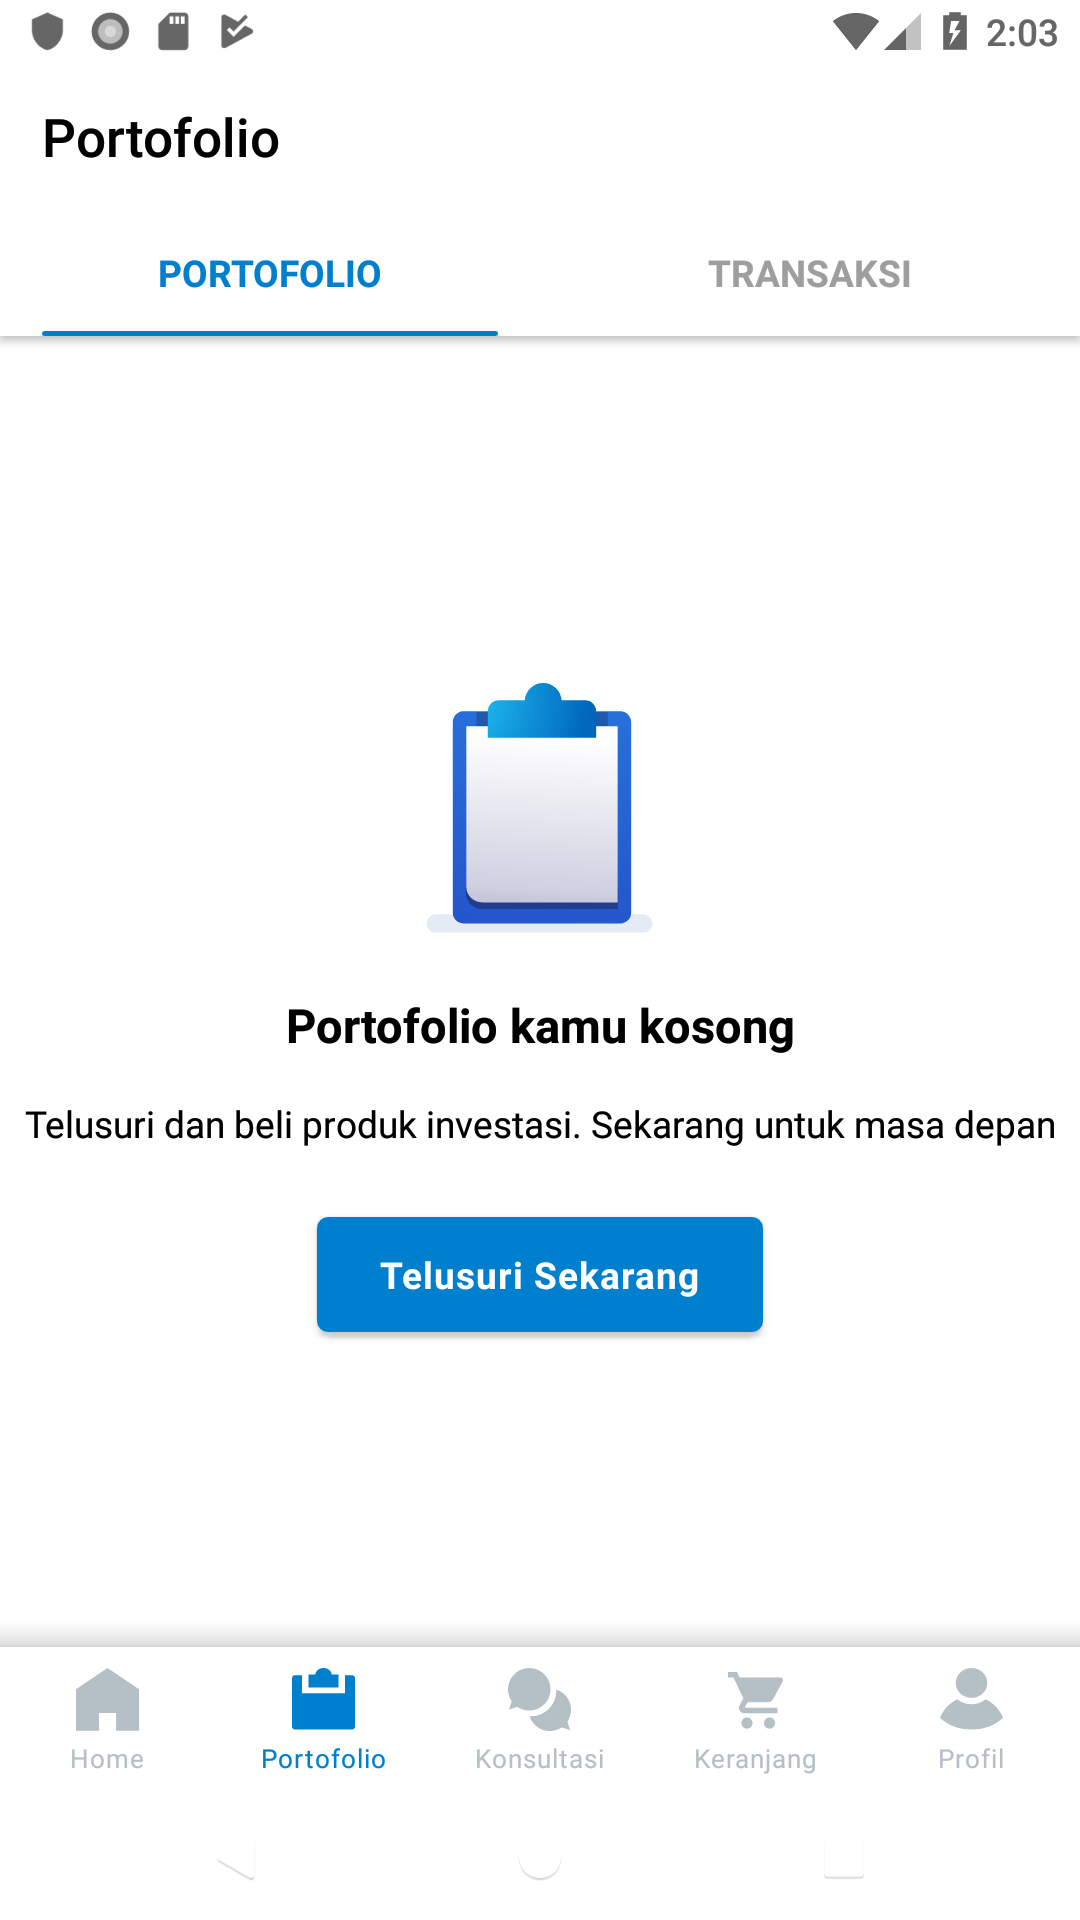 2:03
Portofolio
PORTOFOLIO
TRANSAKSI
Portofolio kamu kosong
Telusuri dan beli produk investasi. Sekarang untuk masa depan
Telusuri Sekarang
Home
Portofolio
Konsultasi
Keranjang
Profil